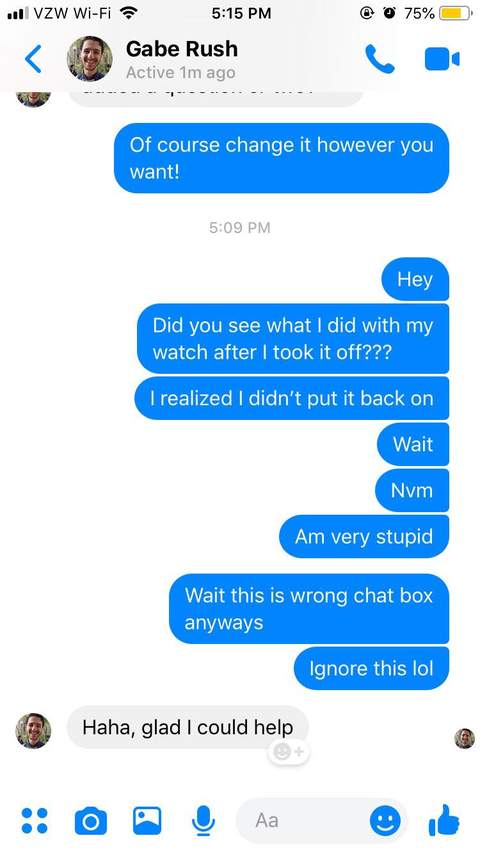 VZW Wi-Fi 5:15 PM 75%
Gabe Rush
Active 1m ago
Of course change it however you
want!
5:09 PM
Hey
Did you see what I did with my
watch after I took it off???
I realized I didn’t put it back on
Wait
Nvm
Am very stupid
Wait this is wrong chat box
anyways
Ignore this lol
Haha, glad I could help
Aa